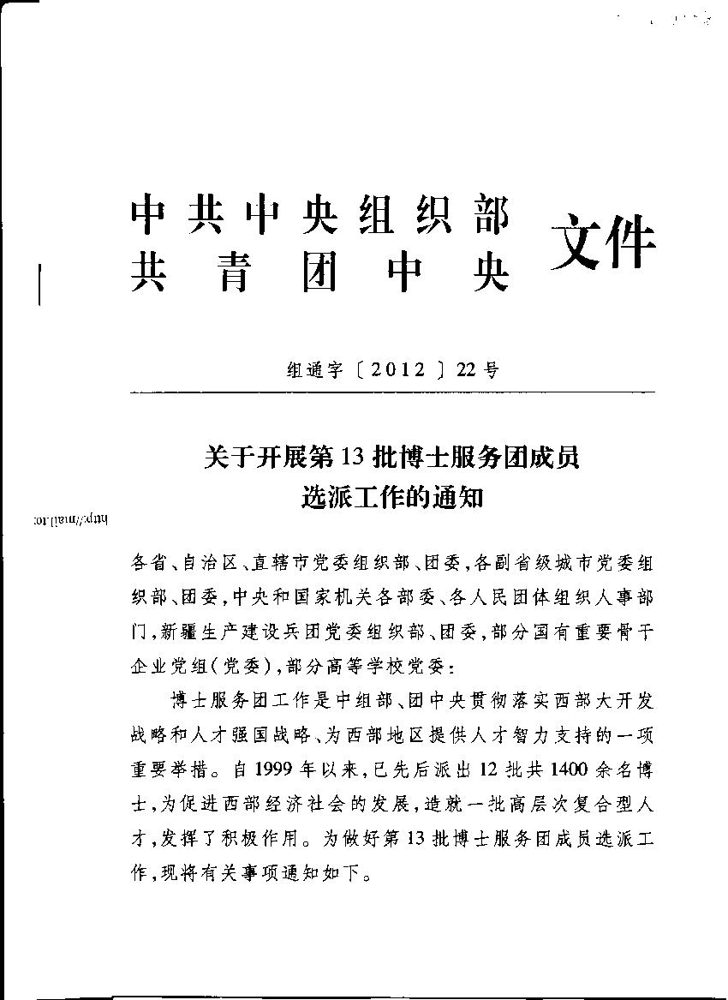 中共中央组织部
共青团中央
文件
组通字〔2012〕22号
关于开展第13批博士服务团成员
选派工作的通知
http://mail.to
各省、自治区、直辖市党委组织部、团委,各副省级城市党委组
织部、团委,中央和国家机关各部委、各人民团体组织人事部
门,新疆生产建设兵团党委组织部、团委,部分国有重要骨干
企业党组(党委),部分高等学校党委:
博士服务团工作是中组部、团中央贯彻落实西部大开发
战略和人才强国战略、为西部地区提供人才智力支持的一项
重要举措。自1999年以来,已先后派出12批共1400余名博
士,为促进西部经济社会的发展,造就一批高层次复合型人
才,发挥了积极作用。为做好第13批博士服务团成员选派工
作,现将有关事项通知如下。